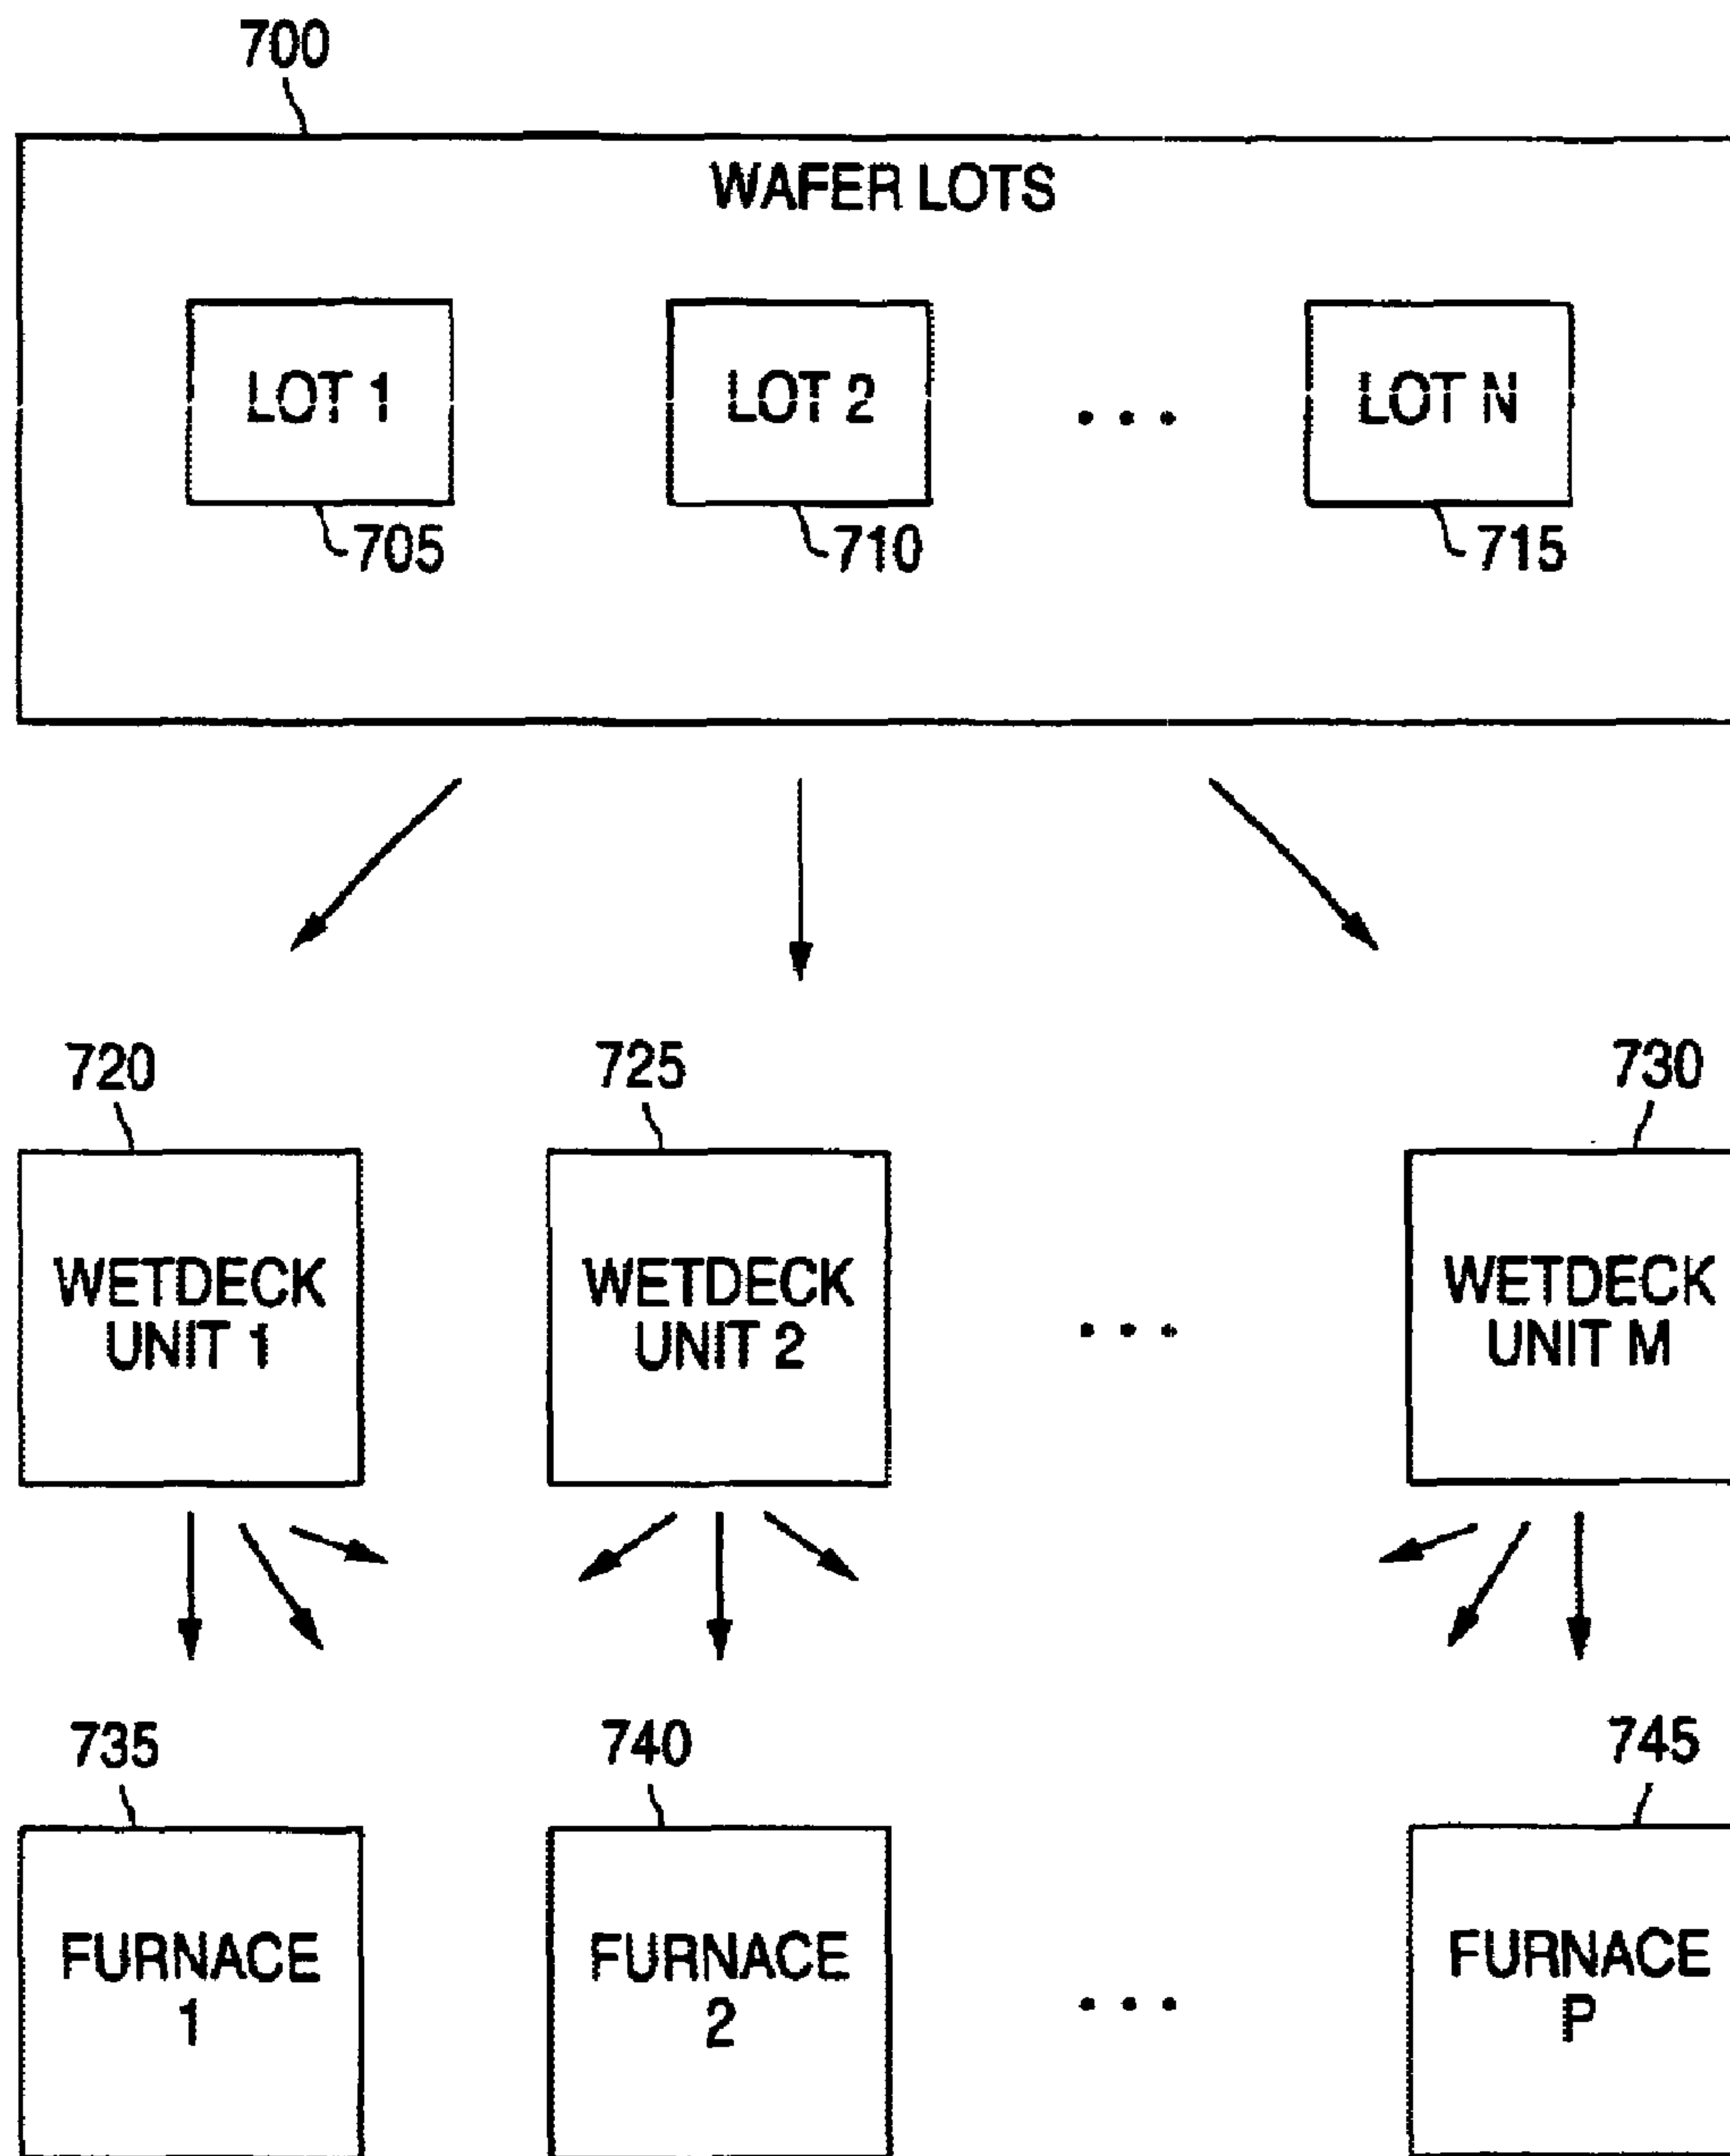 700
WAFER LOTS
LOT 1
LOT 2
. . .
LOT N
705
710
715
720
725
730
WETDECK
UNIT 1
WETDECK
UNIT 2
. . .
WETDECK
UNIT M
735
740
745
FURNACE
1
FURNACE
2
. . .
FURNACE
P